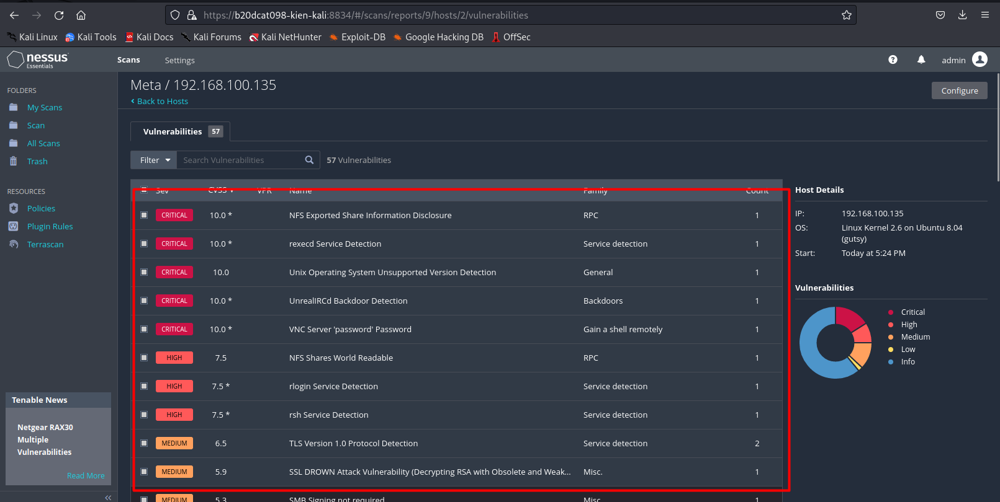 https://b20dcat098-kien-kali:8834/#/scans/reports/9/hosts/2/vulnerabilities
Kali Linux Kali Tools Kali Docs Kali Forums Kali NetHunter Exploit-DB Google Hacking DB OffSec
nessus Essentials Scans Settings admin
FOLDERS
My Scans
Scan
All Scans
Trash
RESOURCES
Policies
Plugin Rules
Terrascan
Tenable News
Netgear RAX30
Multiple
Vulnerabilities
Read More
Meta / 192.168.100.135
Back to Hosts
Configure
Vulnerabilities 57
Filter Search Vulnerabilities 57 Vulnerabilities
Sev CVSS VPR Name Family Count
CRITICAL 10.0 * NFS Exported Share Information Disclosure RPC 1
CRITICAL 10.0 * rexecd Service Detection Service detection 1
CRITICAL 10.0 Unix Operating System Unsupported Version Detection General 1
CRITICAL 10.0 * UnrealIRCd Backdoor Detection Backdoors 1
CRITICAL 10.0 * VNC Server 'password' Password Gain a shell remotely 1
HIGH 7.5 NFS Shares World Readable RPC 1
HIGH 7.5 * rlogin Service Detection Service detection 1
HIGH 7.5 * rsh Service Detection Service detection 1
MEDIUM 6.5 TLS Version 1.0 Protocol Detection Service detection 2
MEDIUM 5.9 SSL DROWN Attack Vulnerability (Decrypting RSA with Obsolete and Weak... Misc. 1
MEDIUM 5.3 SMB Signing not required Misc. 1
Host Details
IP: 192.168.100.135
OS: Linux Kernel 2.6 on Ubuntu 8.04
(gutsy)
Start: Today at 5:24 PM
Vulnerabilities
Critical
High
Medium
Low
Info